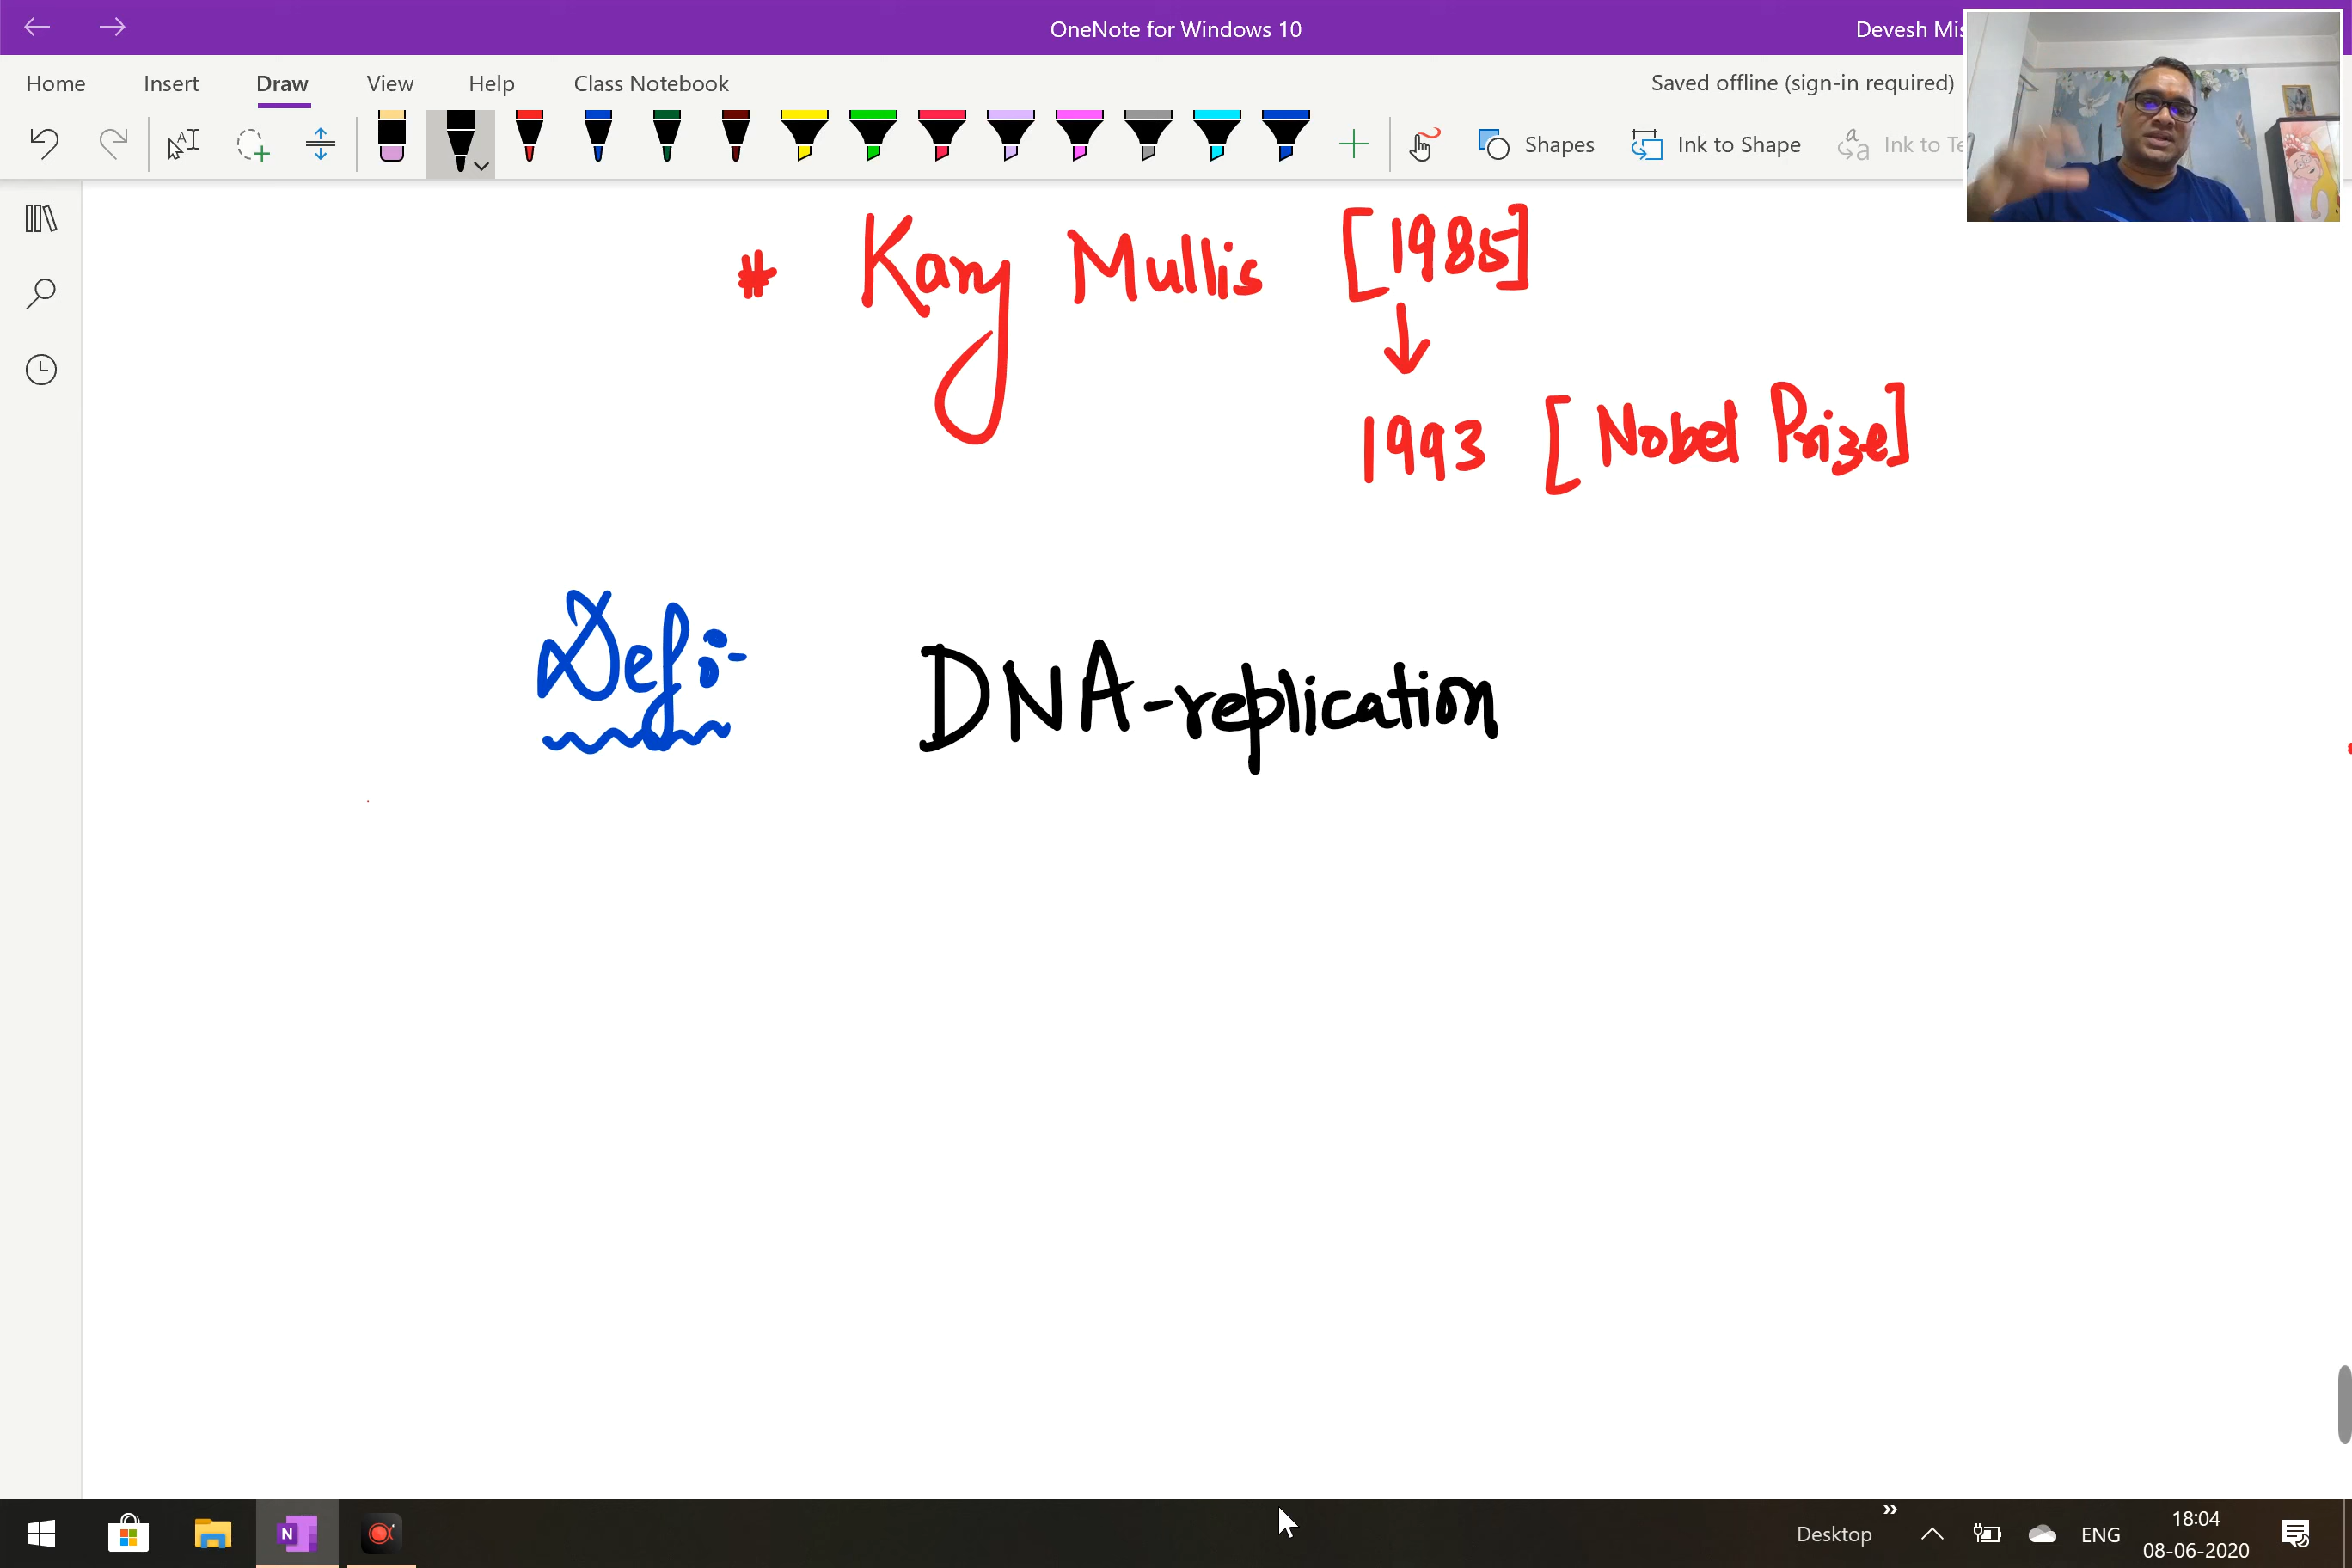 OneNote for Windows 10
Devesh Mis
Home Insert Draw View Help Class Notebook
Saved offline (sign-in required)
Shapes Ink to Shape Ink to Te
# Kary Mullis [1985]
↓
1993 [Nobel Prize]
Def:-
DNA-replication
Desktop
ENG
18:04
08-06-2020